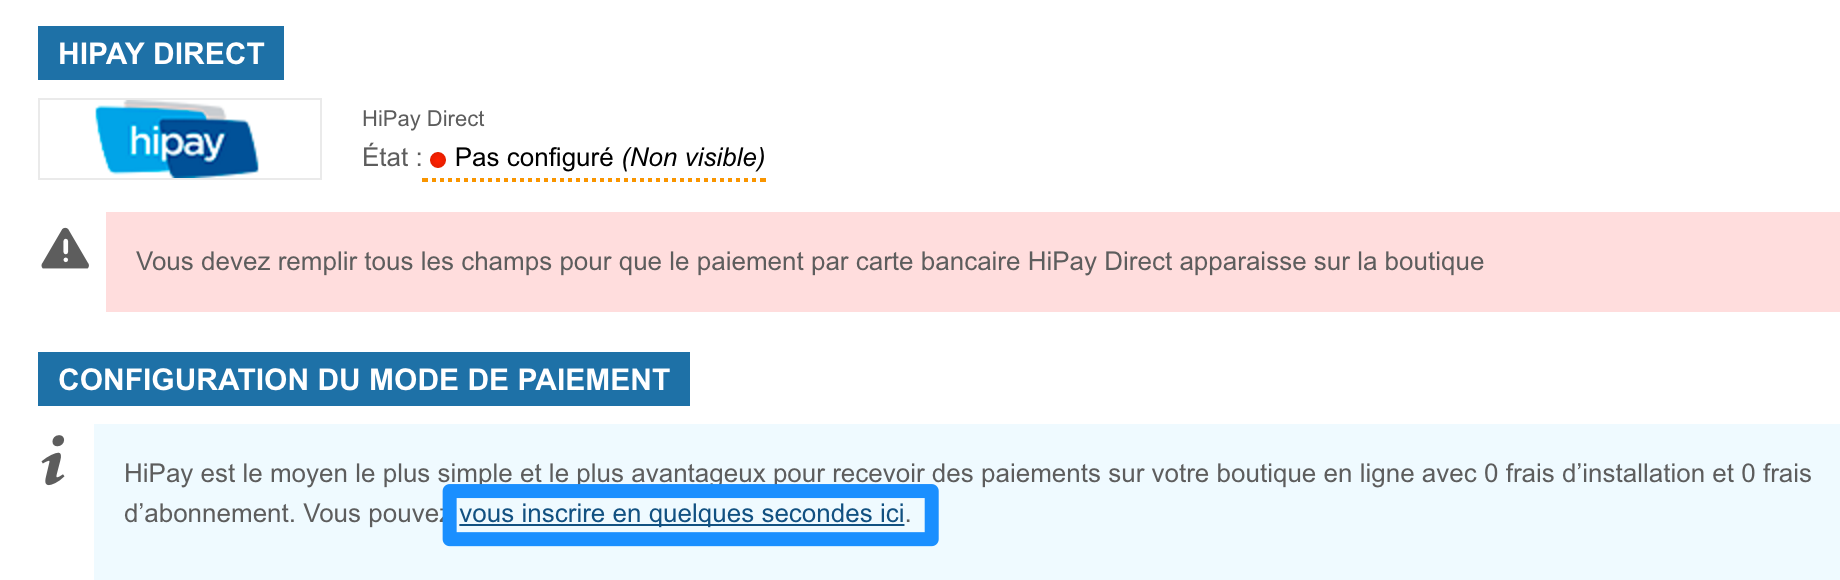 HIPAY DIRECT
hipay
HiPay Direct
État : Pas configuré (Non visible)
Vous devez remplir tous les champs pour que le paiement par carte bancaire HiPay Direct apparaisse sur la boutique
CONFIGURATION DU MODE DE PAIEMENT
HiPay est le moyen le plus simple et le plus avantageux pour recevoir des paiements sur votre boutique en ligne avec 0 frais d’installation et 0 frais
d’abonnement. Vous pouvez vous inscrire en quelques secondes ici.